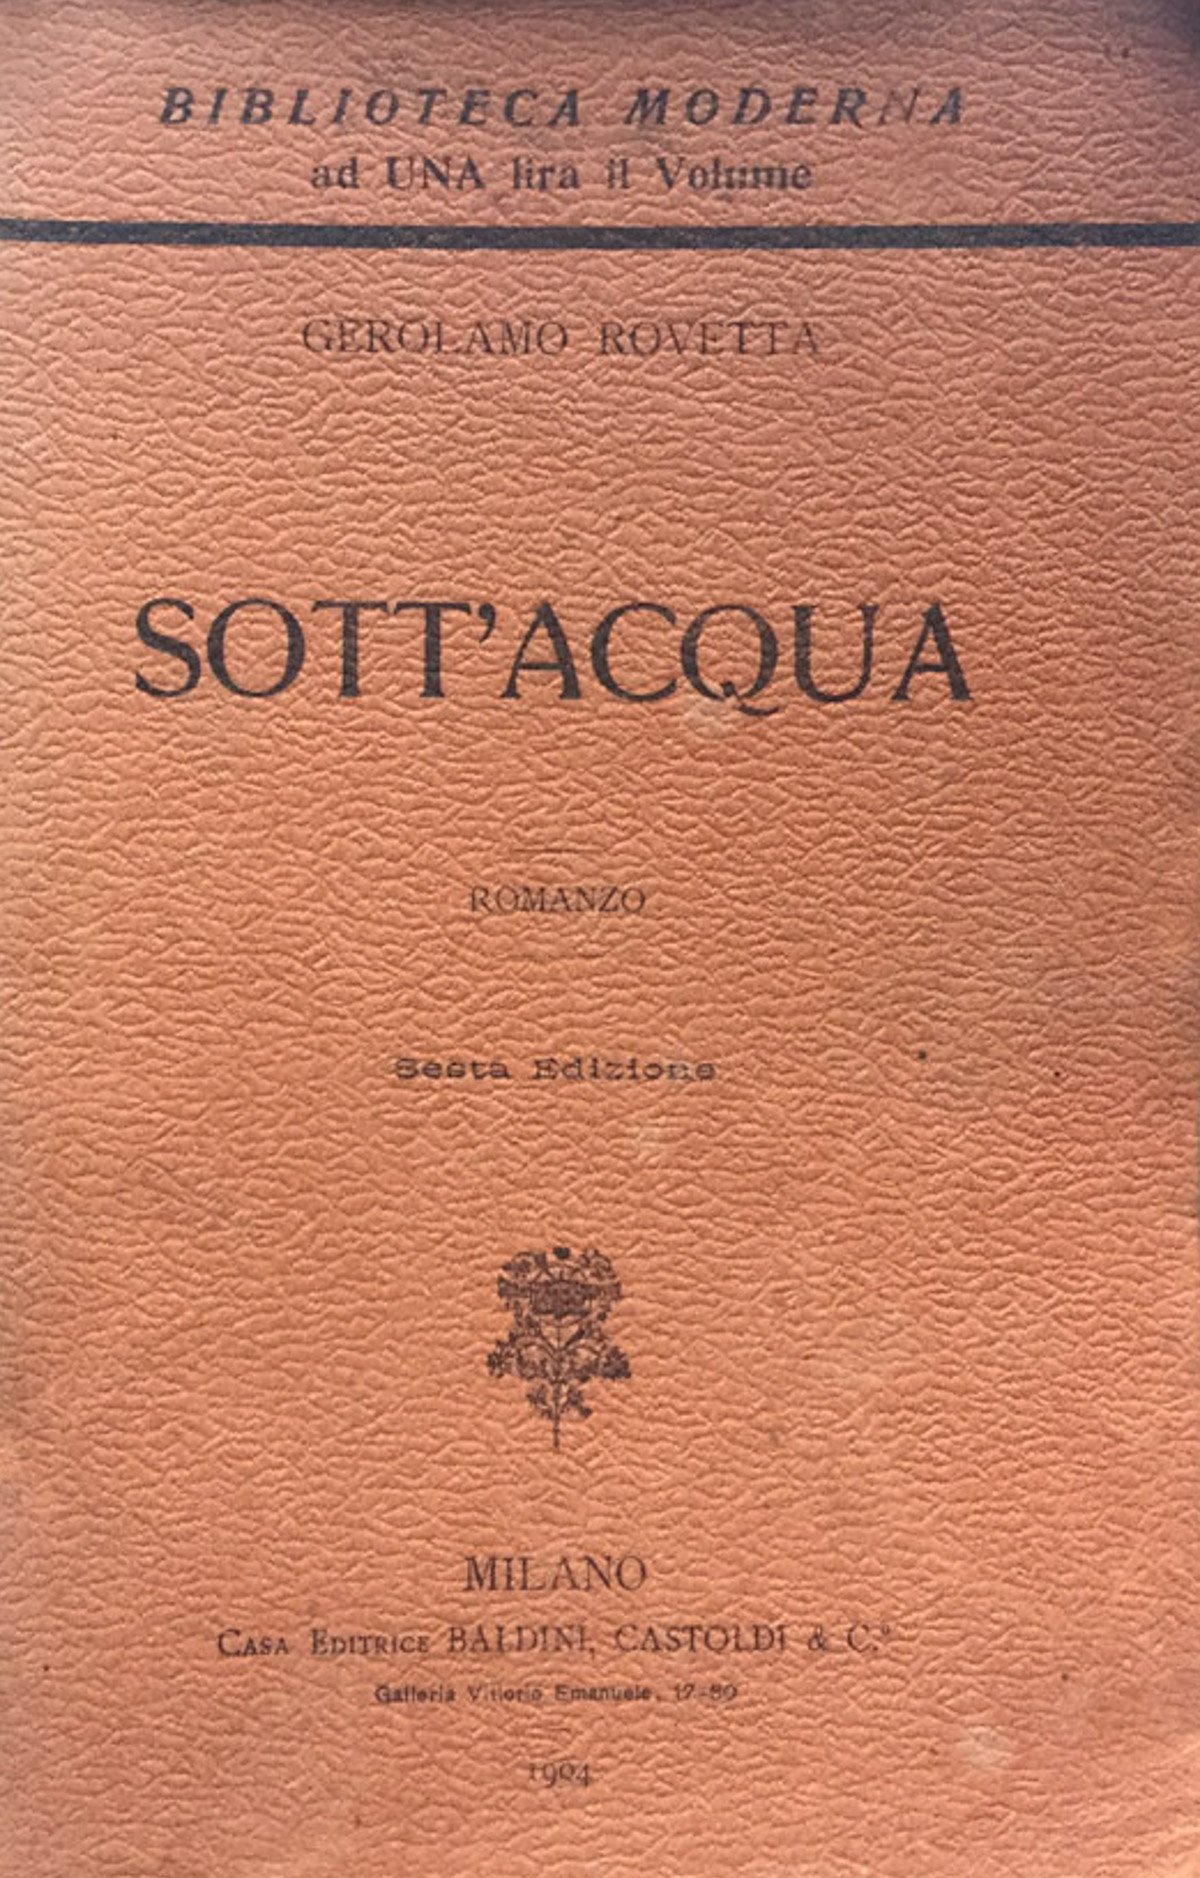 BIBLIOTECA MODERNA
ad UNA lira il Volume
GEROLAMO ROVETTA
SOTT'ACQUA
ROMANZO
Sesta Edizione
MILANO
CASA EDITRICE BALDINI, CASTOLDI & C.º
Galleria Vittorio Emanuele, 17-80
1904